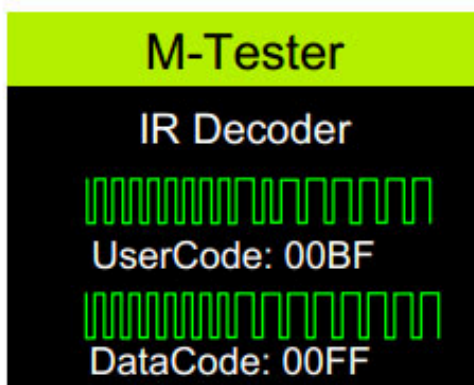 M-Tester
IR Decoder
UserCode: 00BF
DataCode: 00FF